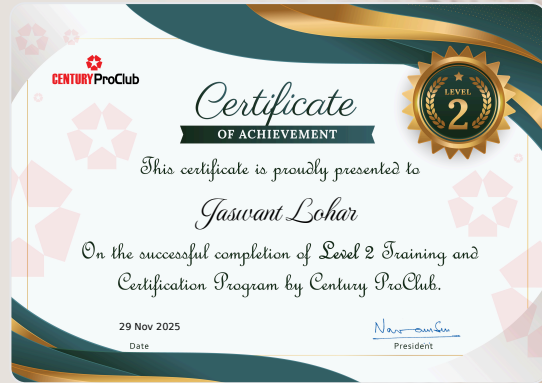 CENTURY ProClub
Certificate
OF ACHIEVEMENT
LEVEL
2
This certificate is proudly presented to
Jaswant Lohar
On the successful completion of Level 2 Training and
Certification Program by Century ProClub.
29 Nov 2025
Date
President